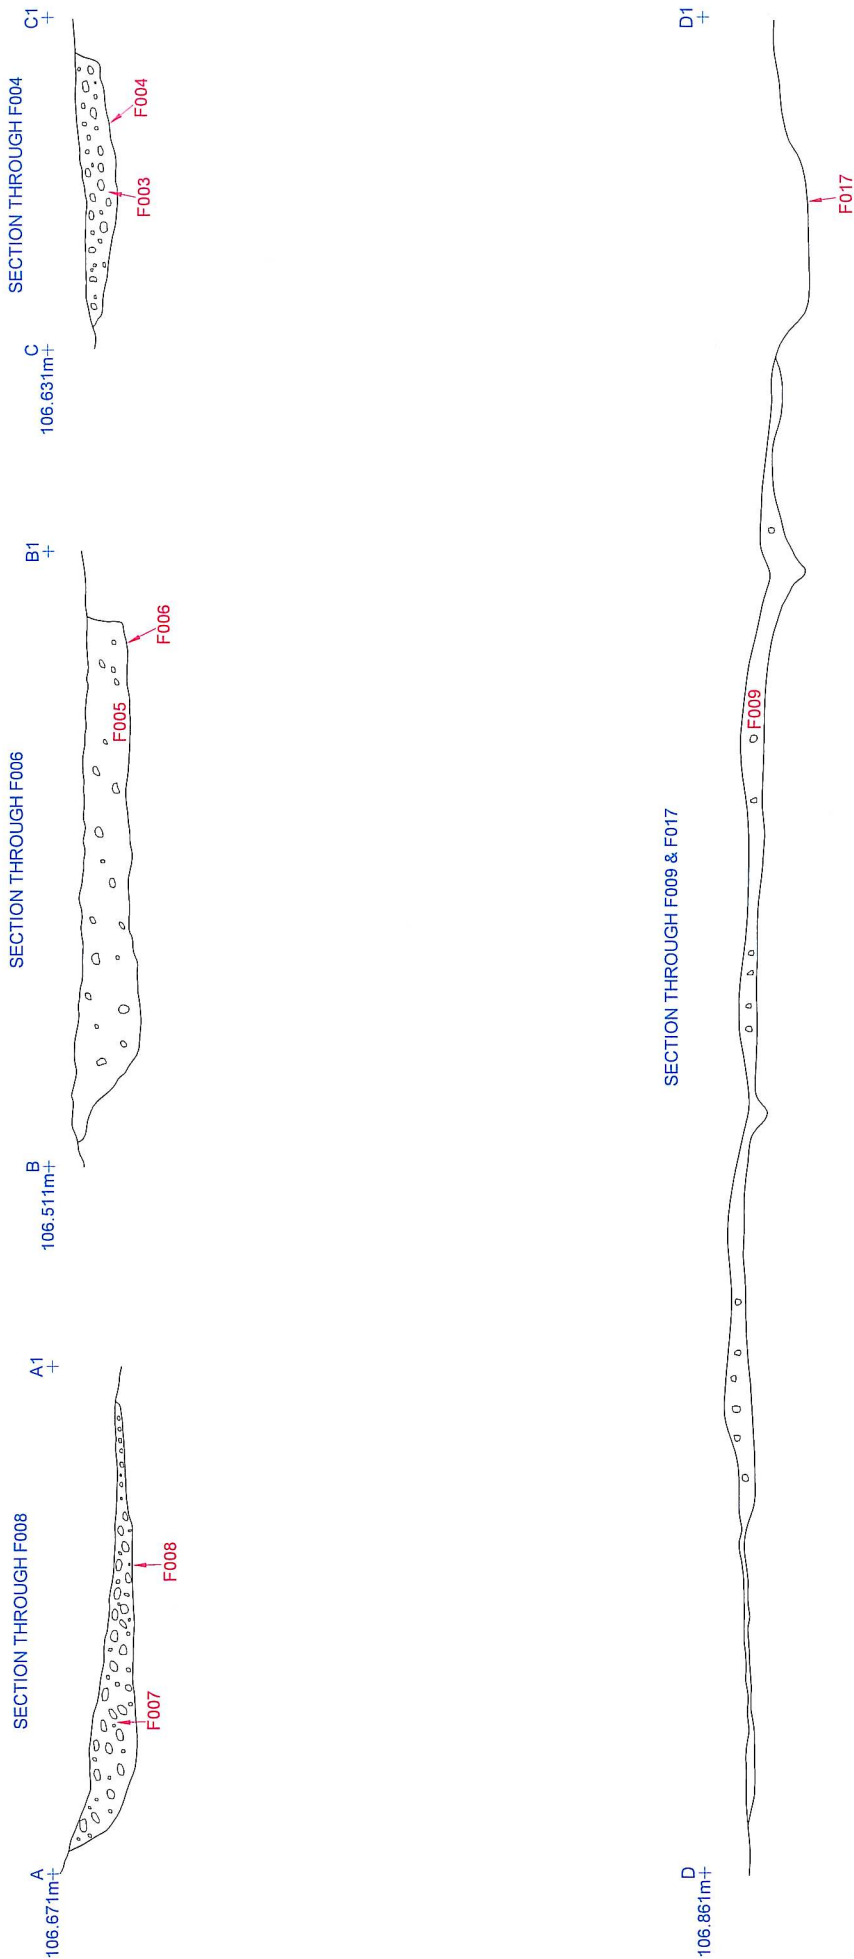 SECTION THROUGH F008
A
106.671m
A1
F007
F008
SECTION THROUGH F006
B
106.511m
B1
F005
F006
SECTION THROUGH F004
C
106.631m
C1
F003
F004
SECTION THROUGH F009 & F017
D
106.861m
D1
F009
F017